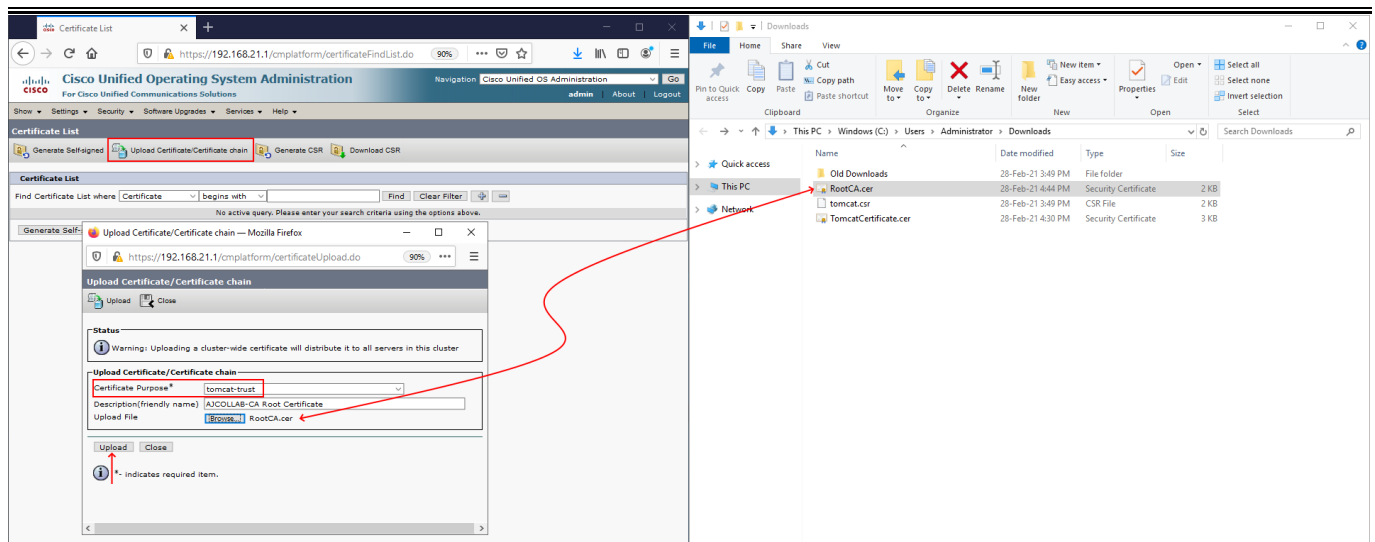 Certificate List
https://192.168.21.1/cmplatform/certificateFindList.do 90%
CISCO
Cisco Unified Operating System Administration
For Cisco Unified Communications Solutions
Navigation Cisco Unified OS Administration Go
admin | About | Logout
Show Settings Security Software Upgrades Services Help
Certificate List
Generate Self-signed Upload Certificate/Certificate chain Generate CSR Download CSR
Certificate List
Find Certificate List where Certificate begins with Find Clear Filter
No active query. Please enter your search criteria using the options above.
Generate Self-
Upload Certificate/Certificate chain — Mozilla Firefox
https://192.168.21.1/cmplatform/certificateUpload.do 90%
Upload Certificate/Certificate chain
Upload Close
Status
Warning: Uploading a cluster-wide certificate will distribute it to all servers in this cluster
Upload Certificate/Certificate chain
Certificate Purpose* tomcat-trust
Description(friendly name) AJCOLLAB-CA Root Certificate
Upload File Browse... RootCA.cer
Upload Close
*- indicates required item.
Downloads
File Home Share View
Pin to Quick access
Copy
Paste
Cut
Copy path
Paste shortcut
Clipboard
Move to
Copy to
Delete
Rename
Organize
New folder
New item
Easy access
New
Properties
Open
Edit
Open
Select all
Select none
Invert selection
Select
This PC > Windows (C:) > Users > Administrator > Downloads
Search Downloads
Quick access
This PC
Network
Name Date modified Type Size
Old Downloads 28-Feb-21 3:49 PM File folder
RootCA.cer 28-Feb-21 4:44 PM Security Certificate 2 KB
tomcat.csr 28-Feb-21 3:49 PM CSR File 2 KB
TomcatCertificate.cer 28-Feb-21 4:30 PM Security Certificate 3 KB